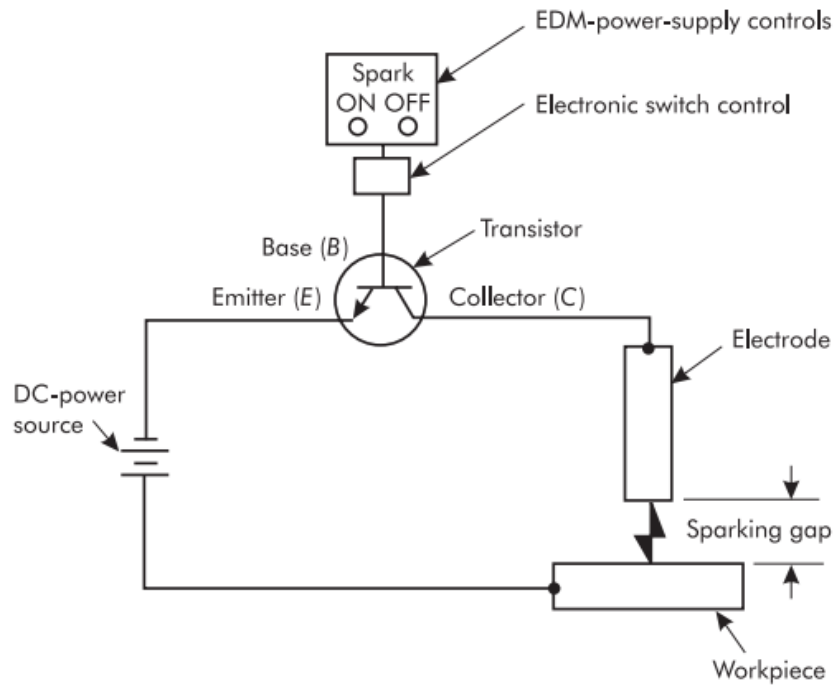 EDM-power-supply controls
Spark
ON OFF
Electronic switch control
Transistor
Base (B)
Emitter (E)
Collector (C)
Electrode
DC-power
source
Sparking gap
Workpiece